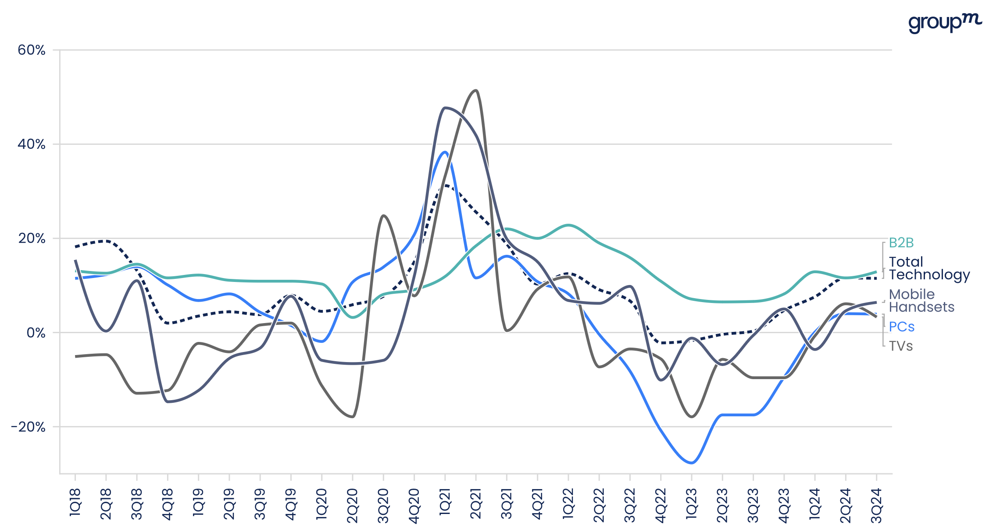 groupm
60%
40%
20%
0%
-20%
B2B
Total
Technology
Mobile
Handsets
PCs
TVs
1Q18
2Q18
3Q18
4Q18
1Q19
2Q19
3Q19
4Q19
1Q20
2Q20
3Q20
4Q20
1Q21
2Q21
3Q21
4Q21
1Q22
2Q22
3Q22
4Q22
1Q23
2Q23
3Q23
4Q23
1Q24
2Q24
3Q24